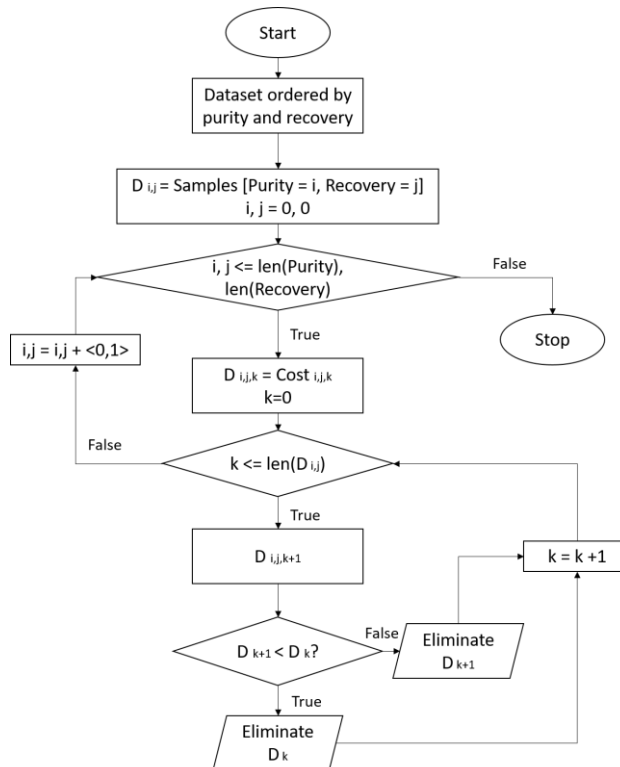 Start
Dataset ordered by
purity and recovery
D i,j = Samples [Purity = i, Recovery = j]
i, j = 0, 0
i, j <= len(Purity),
len(Recovery)
False
Stop
True
i,j = i,j + <0,1>
D i,j,k = Cost i,j,k
k=0
False
k <= len(D i,j)
True
D i,j,k+1
k = k +1
D k+1 < D k?
False
Eliminate
D k+1
True
Eliminate
D k